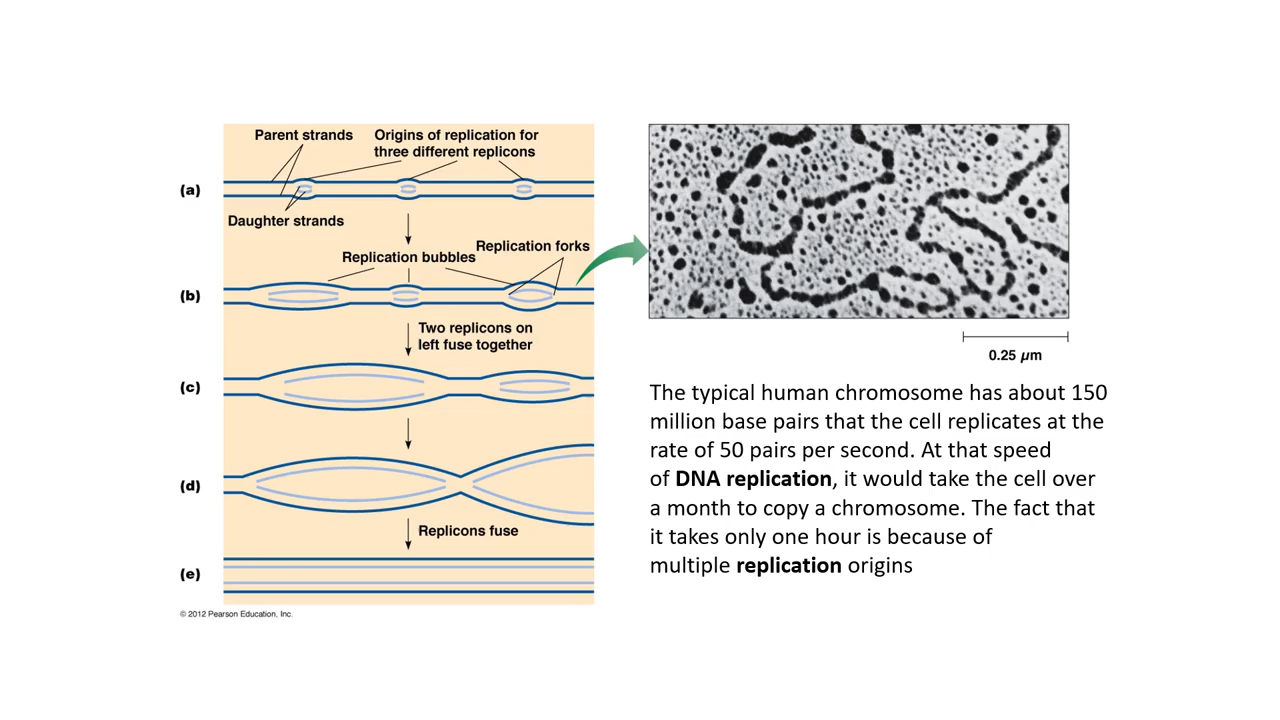 Parent strands
Origins of replication for
three different replicons
(a)
Daughter strands
Replication forks
Replication bubbles
(b)
Two replicons on
left fuse together
(c)
(d)
Replicons fuse
(e)
© 2012 Pearson Education, Inc.
0.25 µm
The typical human chromosome has about 150
million base pairs that the cell replicates at the
rate of 50 pairs per second. At that speed
of DNA replication, it would take the cell over
a month to copy a chromosome. The fact that
it takes only one hour is because of
multiple replication origins